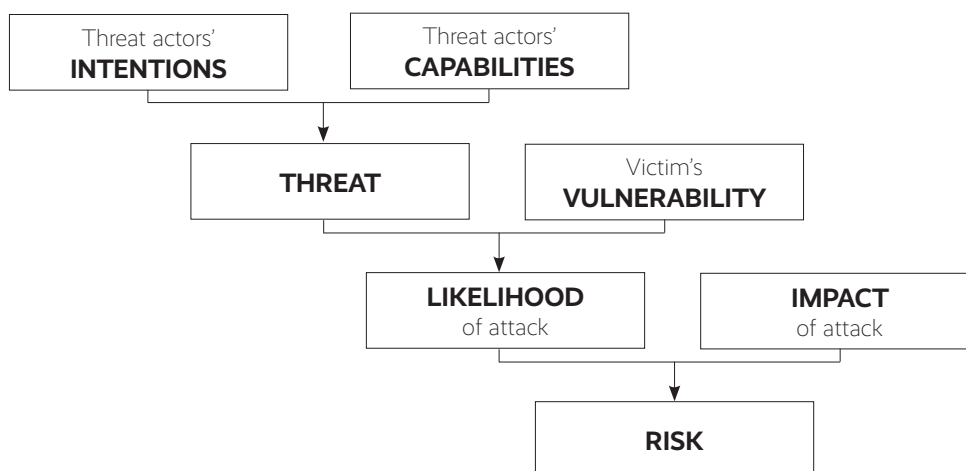 Threat actors’
INTENTIONS
Threat actors’
CAPABILITIES
THREAT
Victim’s
VULNERABILITY
LIKELIHOOD
of attack
IMPACT
of attack
RISK